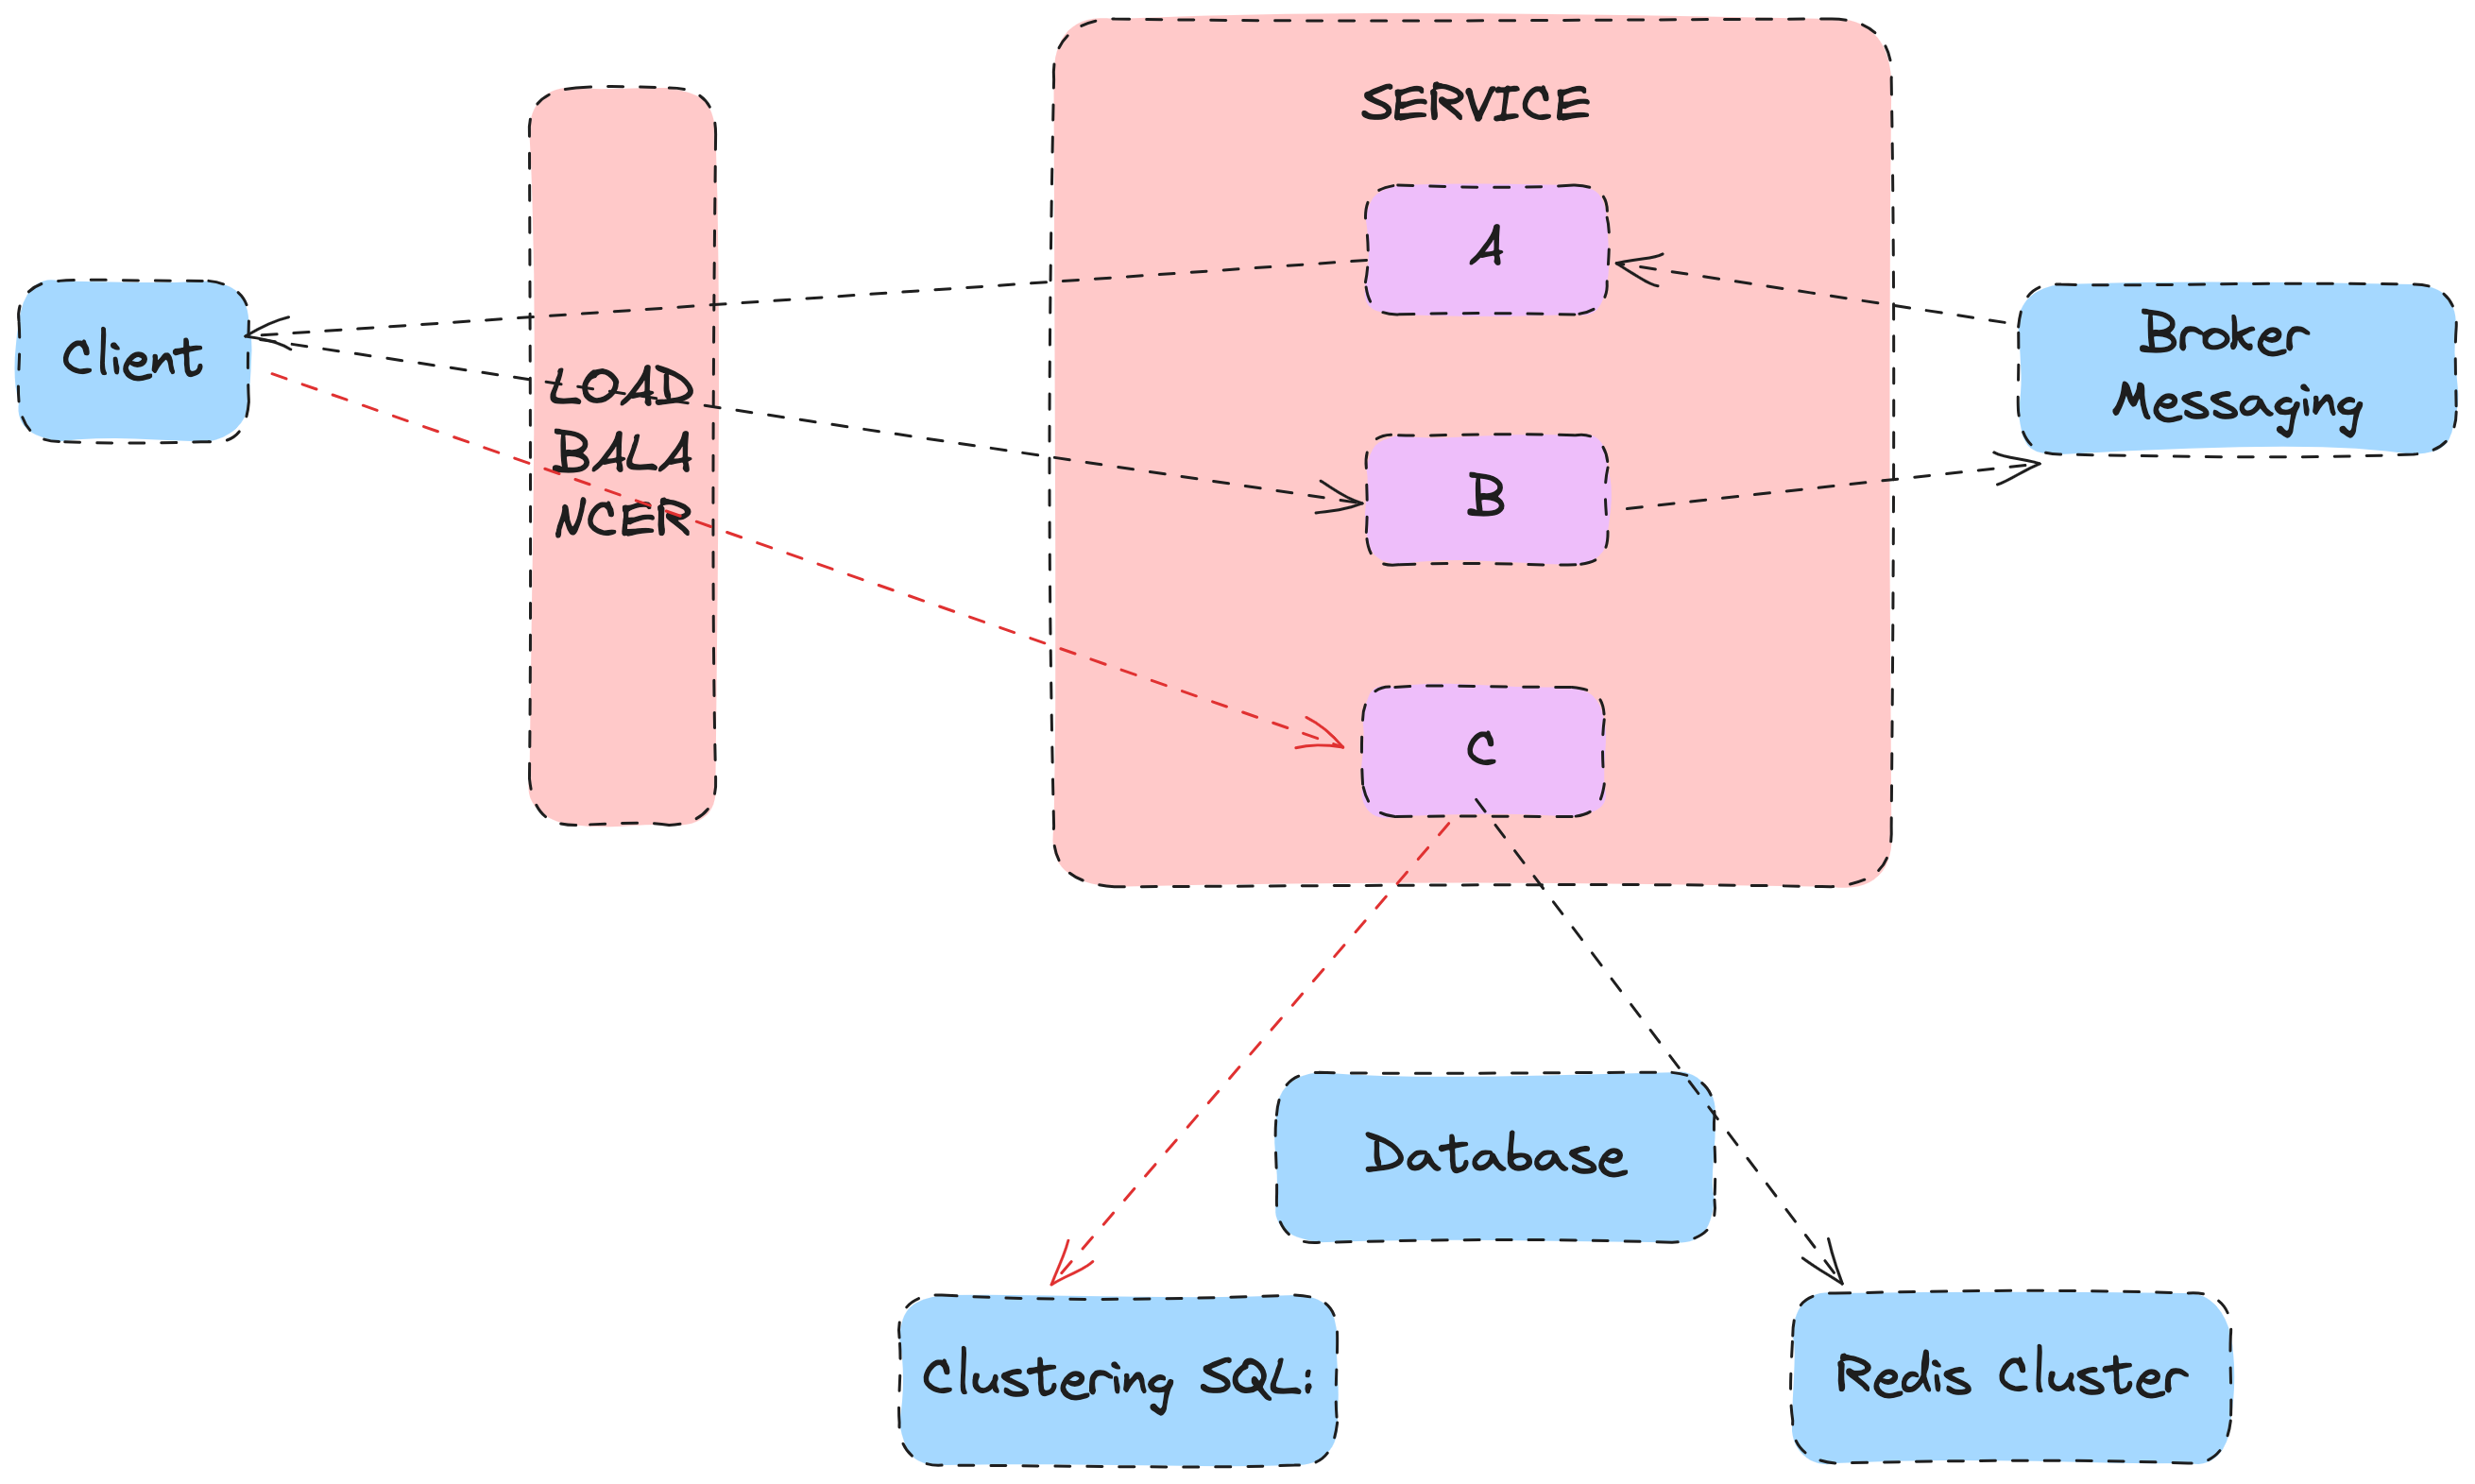 SERVICE
A
Client
Broker
Messaging
LOAD
BALA
NCER
B
C
Database
Clustering SQL:
Redis Cluster